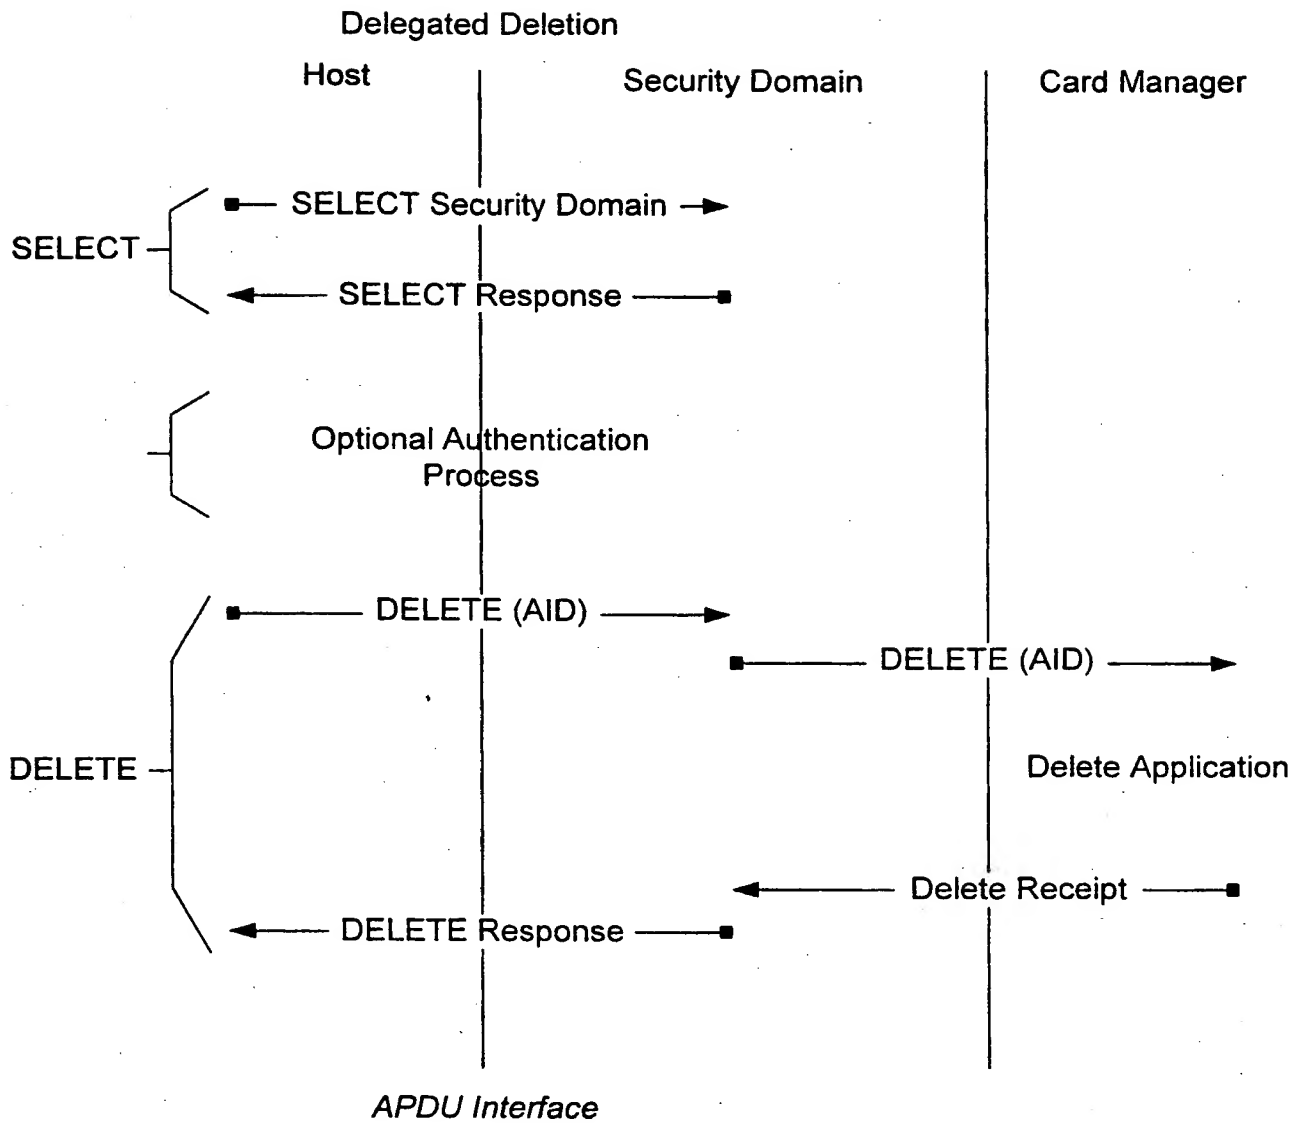 Delegated Deletion
Host
Security Domain
Card Manager
SELECT Security Domain
SELECT
SELECT Response
Optional Authentication
Process
DELETE (AID)
DELETE (AID)
DELETE
Delete Application
Delete Receipt
DELETE Response
APDU Interface